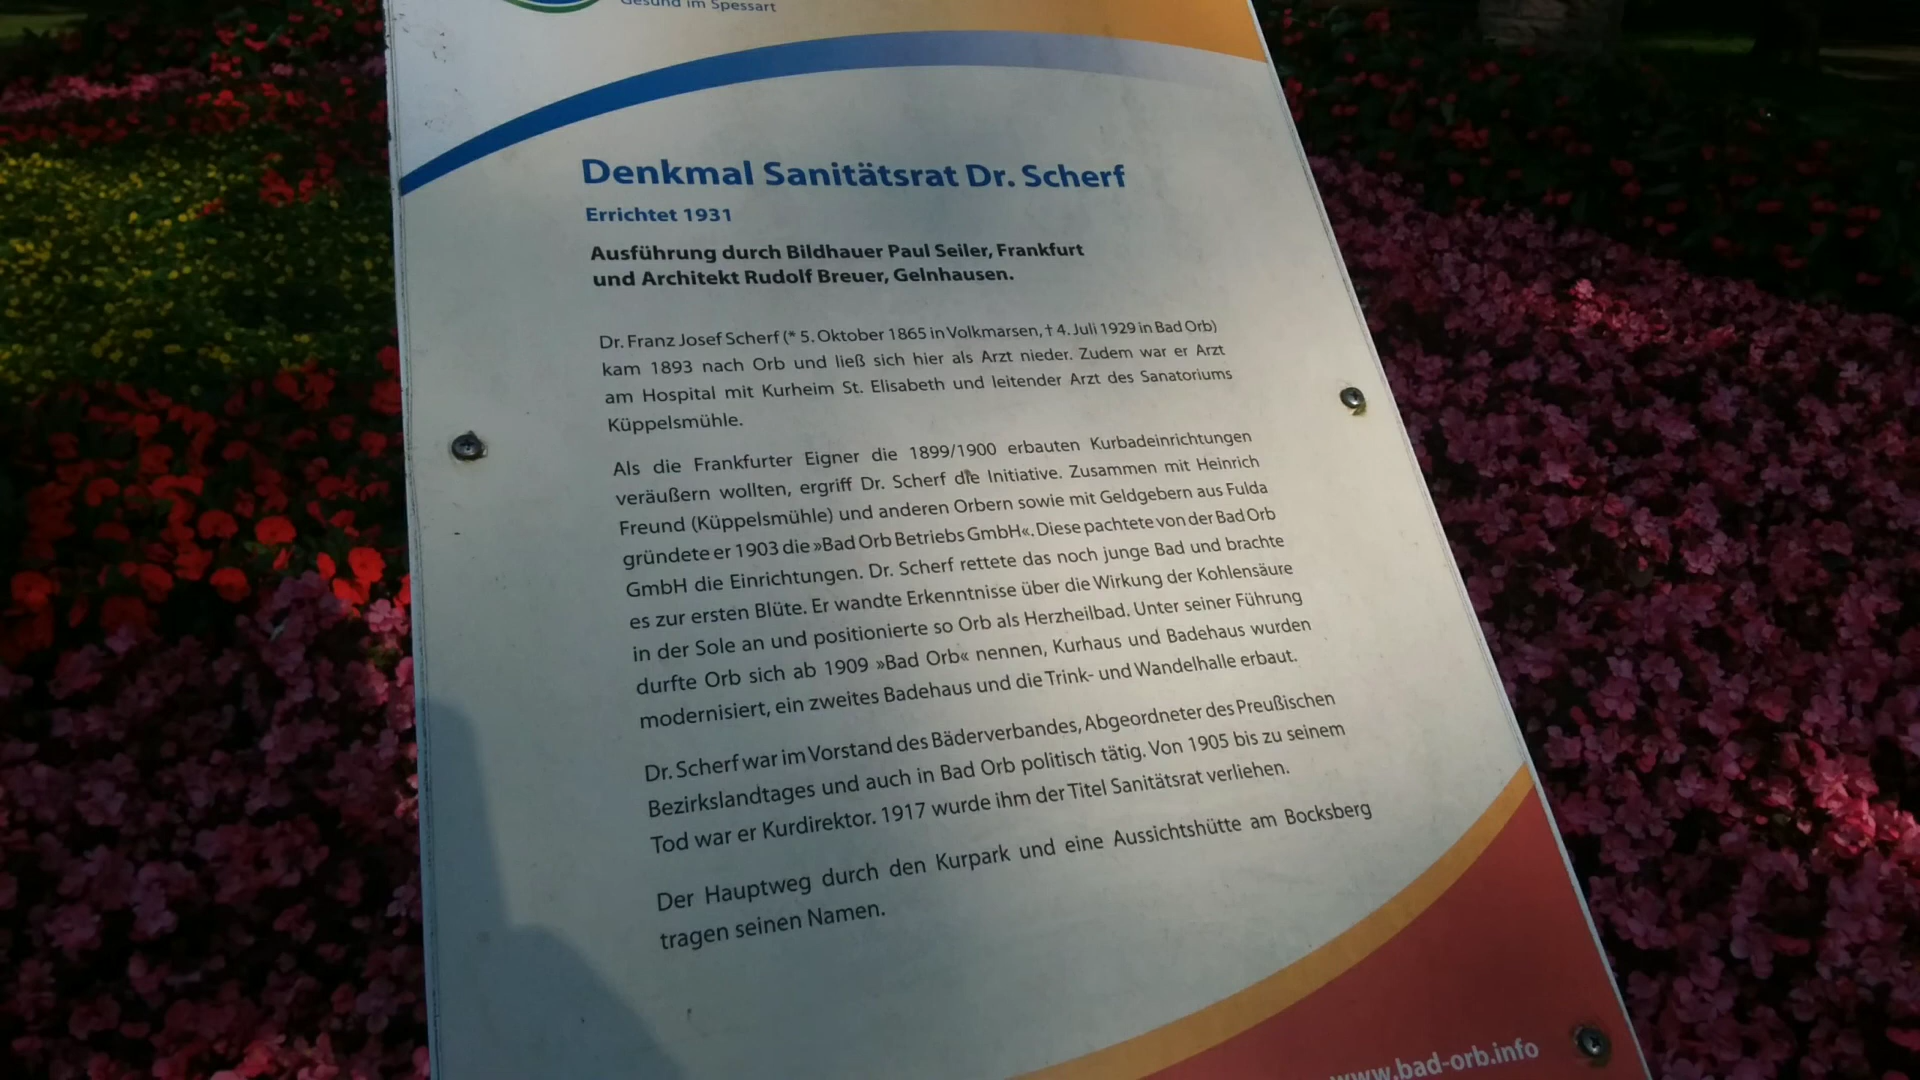 Gesund im Spessart
Denkmal Sanitätsrat Dr. Scherf
Errichtet 1931
Ausführung durch Bildhauer Paul Seiler, Frankfurt
und Architekt Rudolf Breuer, Gelnhausen.
Dr. Franz Josef Scherf (* 5. Oktober 1865 in Volkmarsen, † 4. Juli 1929 in Bad Orb)
kam 1893 nach Orb und ließ sich hier als Arzt nieder. Zudem war er Arzt
am Hospital mit Kurheim St. Elisabeth und leitender Arzt des Sanatoriums
Küppelsmühle.
Als die Frankfurter Eigner die 1899/1900 erbauten Kurbadeinrichtungen
veräußern wollten, ergriff Dr. Scherf die Initiative. Zusammen mit Heinrich
Freund (Küppelsmühle) und anderen Orbern sowie mit Geldgebern aus Fulda
gründete er 1903 die »Bad Orb Betriebs GmbH«. Diese pachtete von der Bad Orb
GmbH die Einrichtungen. Dr. Scherf rettete das noch junge Bad und brachte
es zur ersten Blüte. Er wandte Erkenntnisse über die Wirkung der Kohlensäure
in der Sole an und positionierte so Orb als Herzheilbad. Unter seiner Führung
durfte Orb sich ab 1909 »Bad Orb« nennen, Kurhaus und Badehaus wurden
modernisiert, ein zweites Badehaus und die Trink- und Wandelhalle erbaut.
Dr. Scherf war im Vorstand des Bäderverbandes, Abgeordneter des Preußischen
Bezirkslandtages und auch in Bad Orb politisch tätig. Von 1905 bis zu seinem
Tod war er Kurdirektor. 1917 wurde ihm der Titel Sanitätsrat verliehen.
Der Hauptweg durch den Kurpark und eine Aussichtshütte am Bocksberg
tragen seinen Namen.
www.bad-orb.info